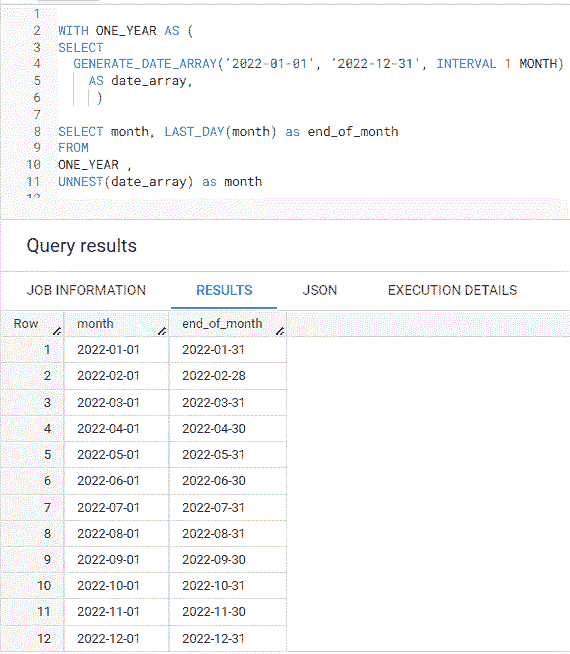 1
2 WITH ONE_YEAR AS (
3 SELECT
4 GENERATE_DATE_ARRAY('2022-01-01', '2022-12-31', INTERVAL 1 MONTH)
5 AS date_array,
6 )
7
8 SELECT month, LAST_DAY(month) as end_of_month
9 FROM
10 ONE_YEAR ,
11 UNNEST(date_array) as month
12
Query results
JOB INFORMATION RESULTS JSON EXECUTION DETAILS
Row month end_of_month
1 2022-01-01 2022-01-31
2 2022-02-01 2022-02-28
3 2022-03-01 2022-03-31
4 2022-04-01 2022-04-30
5 2022-05-01 2022-05-31
6 2022-06-01 2022-06-30
7 2022-07-01 2022-07-31
8 2022-08-01 2022-08-31
9 2022-09-01 2022-09-30
10 2022-10-01 2022-10-31
11 2022-11-01 2022-11-30
12 2022-12-01 2022-12-31